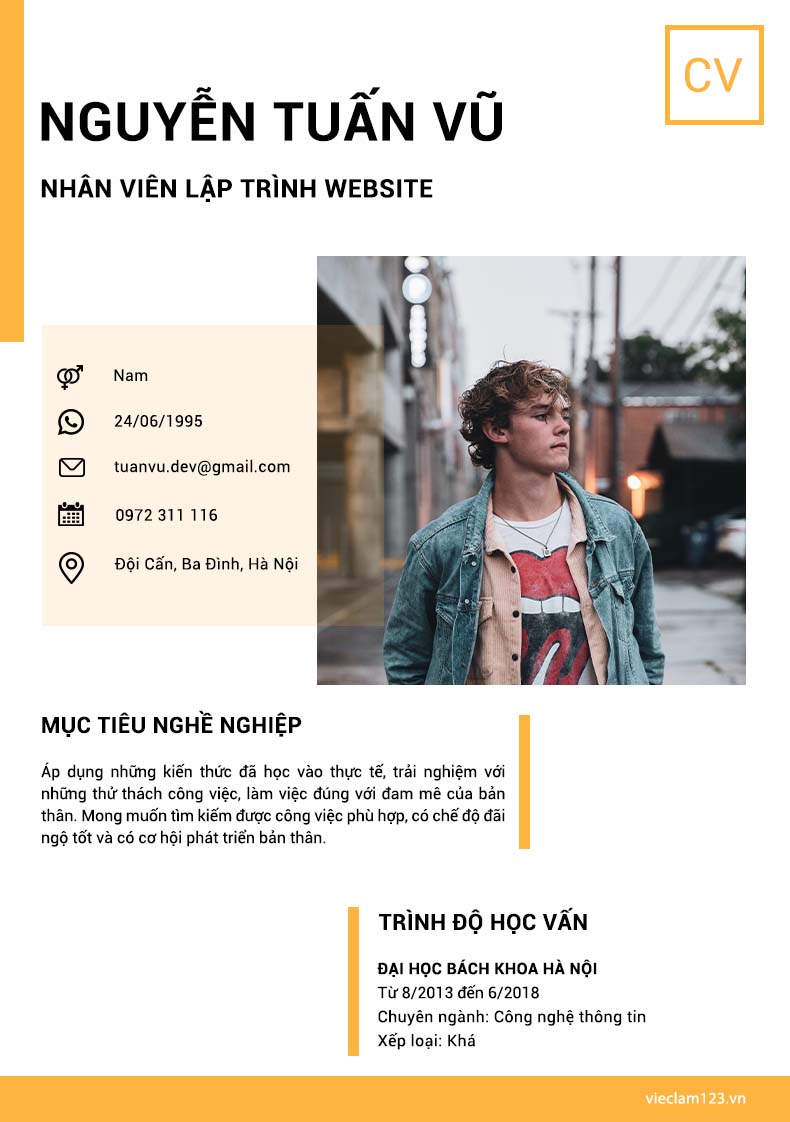 CV
NGUYỄN TUẤN VŨ
NHÂN VIÊN LẬP TRÌNH WEBSITE
Nam
24/06/1995
tuanvu.dev@gmail.com
0972 311 116
Đội Cấn, Ba Đình, Hà Nội
MỤC TIÊU NGHỀ NGHIỆP
Áp dụng những kiến thức đã học vào thực tế, trải nghiệm với
những thử thách công việc, làm việc đúng với đam mê của bản
thân. Mong muốn tìm kiếm được công việc phù hợp, có chế độ đãi
ngộ tốt và có cơ hội phát triển bản thân.
TRÌNH ĐỘ HỌC VẤN
ĐẠI HỌC BÁCH KHOA HÀ NỘI
Từ 8/2013 đến 6/2018
Chuyên ngành: Công nghệ thông tin
Xếp loại: Khá
vieclam123.vn